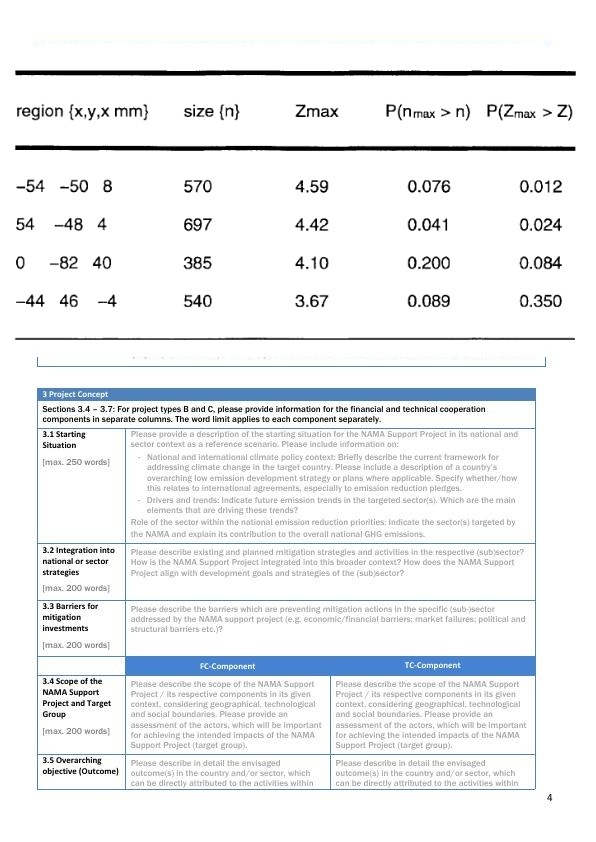 region {x,y,x mm} size {n} Zmax P(nmax > n) P(Zmax > Z)
−54 −50 8 570 4.59 0.076 0.012
54 −48 4 697 4.42 0.041 0.024
0 −82 40 385 4.10 0.200 0.084
−44 46 −4 540 3.67 0.089 0.350
3 Project Concept
Sections 3.4 – 3.7: For project types B and C, please provide information for the financial and technical cooperation
components in separate columns. The word limit applies to each component separately.
3.1 Starting
Situation
[max. 250 words]
Please provide a description of the starting situation for the NAMA Support Project in its national and
sector context as a reference scenario. Please include information on:
- National and international climate policy context: Briefly describe the current framework for
addressing climate change in the target country. Please include a description of a country's
overarching low emission development strategy or plans where applicable. Specify whether/how
this relates to international agreements, especially to emission reduction pledges.
- Drivers and trends: Indicate future emission trends in the targeted sector(s). Which are the main
elements that are driving these trends?
Role of the sector within the national emission reduction priorities: Indicate the sector(s) targeted by
the NAMA and explain its contribution to the overall national GHG emissions.
3.2 Integration into
national or sector
strategies
[max. 200 words]
Please describe existing and planned mitigation strategies and activities in the respective (sub)sector?
How is the NAMA Support Project integrated into this broader context? How does the NAMA Support
Project align with development goals and strategies of the (sub)sector?
3.3 Barriers for
mitigation
investments
[max. 200 words]
Please describe the barriers which are preventing mitigation actions in the specific (sub-)sector
addressed by the NAMA support project (e.g. economic/financial barriers; market failures; political and
structural barriers etc.)?
FC-Component TC-Component
3.4 Scope of the
NAMA Support
Project and Target
Group
[max. 200 words]
Please describe the scope of the NAMA Support
Project / its respective components in its given
context, considering geographical, technological
and social boundaries. Please provide an
assessment of the actors, which will be important
for achieving the intended impacts of the NAMA
Support Project (target group).
Please describe the scope of the NAMA Support
Project / its respective components in its given
context, considering geographical, technological
and social boundaries. Please provide an
assessment of the actors, which will be important
for achieving the intended impacts of the NAMA
Support Project (target group).
3.5 Overarching
objective (Outcome)
Please describe in detail the envisaged
outcome(s) in the country and/or sector, which
can be directly attributed to the activities within
Please describe in detail the envisaged
outcome(s) in the country and/or sector, which
can be directly attributed to the activities within
4